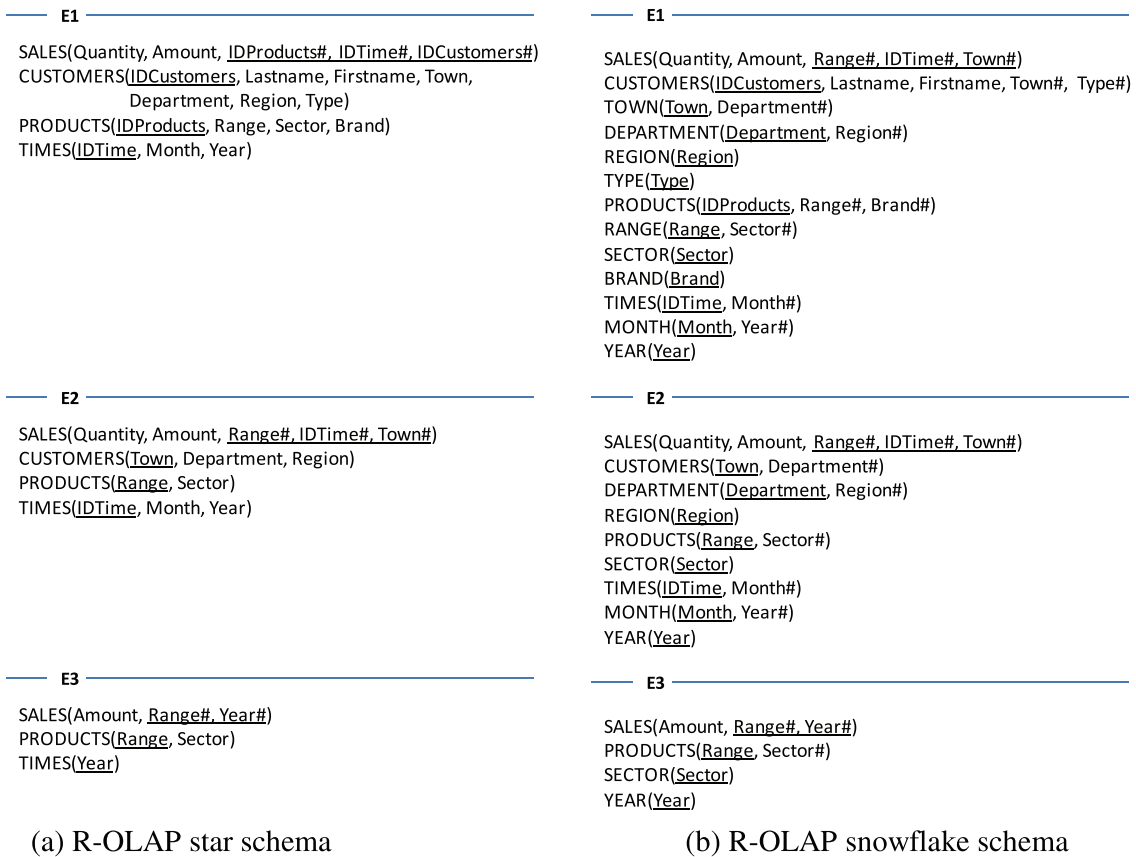 E1
SALES(Quantity, Amount, IDProducts#, IDTime#, IDCustomers#)
CUSTOMERS(IDCustomers, Lastname, Firstname, Town,
Department, Region, Type)
PRODUCTS(IDProducts, Range, Sector, Brand)
TIMES(IDTime, Month, Year)
E2
SALES(Quantity, Amount, Range#, IDTime#, Town#)
CUSTOMERS(Town, Department, Region)
PRODUCTS(Range, Sector)
TIMES(IDTime, Month, Year)
E3
SALES(Amount, Range#, Year#)
PRODUCTS(Range, Sector)
TIMES(Year)
(a) R-OLAP star schema
E1
SALES(Quantity, Amount, Range#, IDTime#, Town#)
CUSTOMERS(IDCustomers, Lastname, Firstname, Town#, Type#)
TOWN(Town, Department#)
DEPARTMENT(Department, Region#)
REGION(Region)
TYPE(Type)
PRODUCTS(IDProducts, Range#, Brand#)
RANGE(Range, Sector#)
SECTOR(Sector)
BRAND(Brand)
TIMES(IDTime, Month#)
MONTH(Month, Year#)
YEAR(Year)
E2
SALES(Quantity, Amount, Range#, IDTime#, Town#)
CUSTOMERS(Town, Department#)
DEPARTMENT(Department, Region#)
REGION(Region)
PRODUCTS(Range, Sector#)
SECTOR(Sector)
TIMES(IDTime, Month#)
MONTH(Month, Year#)
YEAR(Year)
E3
SALES(Amount, Range#, Year#)
PRODUCTS(Range, Sector#)
SECTOR(Sector)
YEAR(Year)
(b) R-OLAP snowflake schema